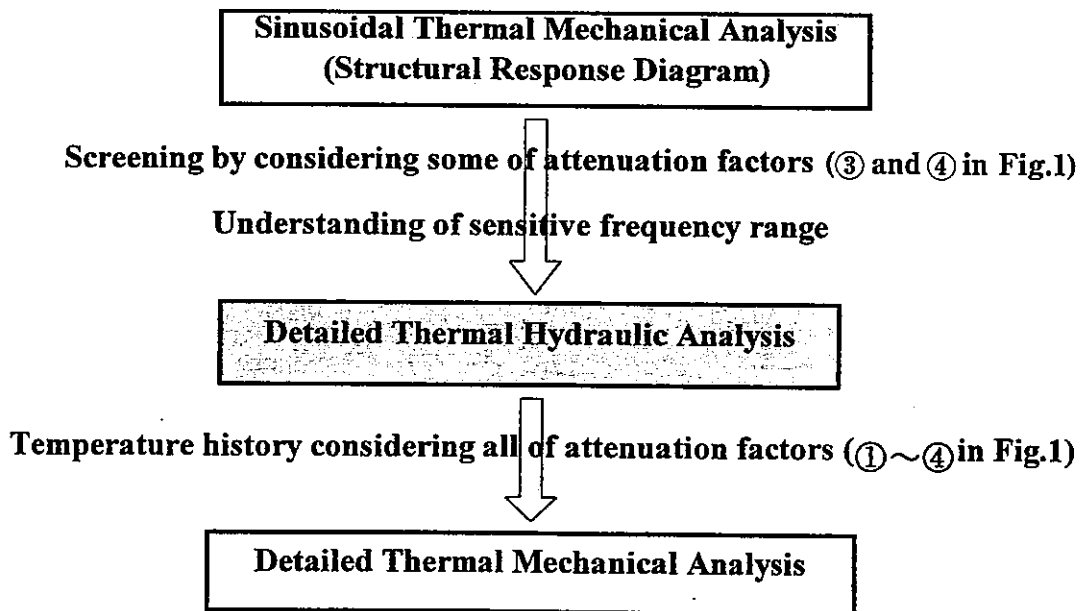 Sinusoidal Thermal Mechanical Analysis
(Structural Response Diagram)
Screening by considering some of attenuation factors (③ and ④ in Fig.1)
Understanding of sensitive frequency range
Detailed Thermal Hydraulic Analysis
Temperature history considering all of attenuation factors (①～④ in Fig.1)
Detailed Thermal Mechanical Analysis